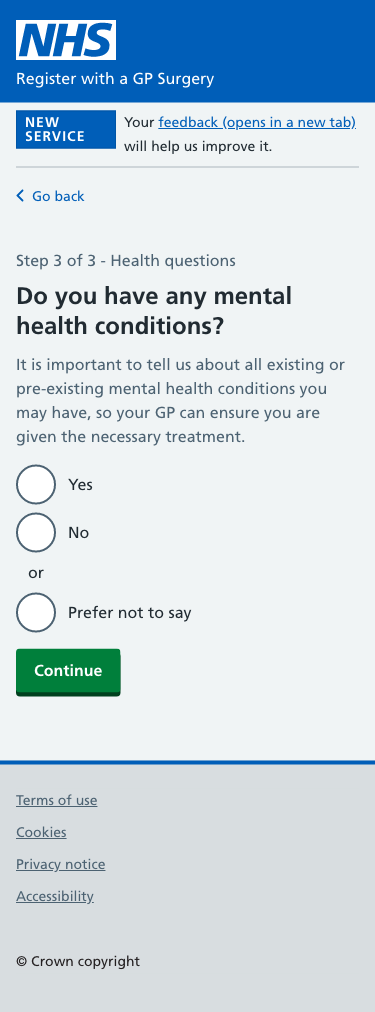 NHS
Register with a GP Surgery
NEW
SERVICE
Your feedback (opens in a new tab)
will help us improve it.
Go back
Step 3 of 3 - Health questions
Do you have any mental
health conditions?
It is important to tell us about all existing or
pre-existing mental health conditions you
may have, so your GP can ensure you are
given the necessary treatment.
Yes
No
or
Prefer not to say
Continue
Terms of use
Cookies
Privacy notice
Accessibility
© Crown copyright